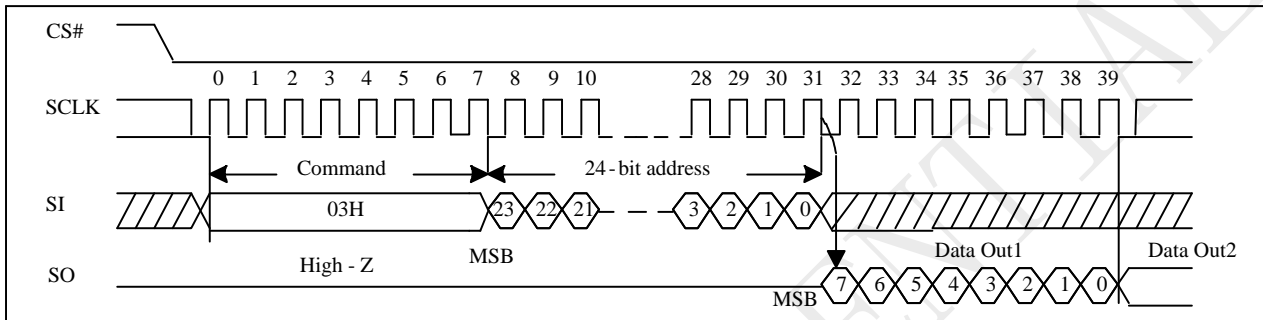 CS#
0 1 2 3 4 5 6 7 8 9 10 28 29 30 31 32 33 34 35 36 37 38 39
SCLK
Command 24-bit address
SI 03H 23 22 21 3 2 1 0
MSB Data Out1 Data Out2
SO High - Z
MSB 7 6 5 4 3 2 1 0